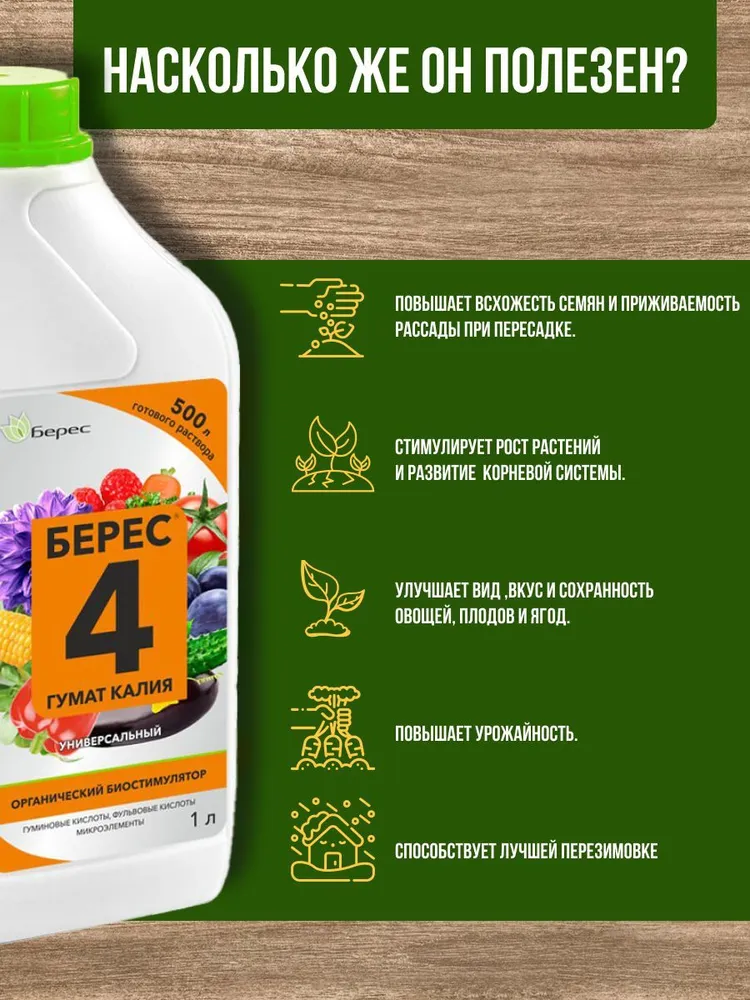 НАСКОЛЬКО ЖЕ ОН ПОЛЕЗЕН?
ПОВЫШАЕТ ВСХОЖЕСТЬ СЕМЯН И ПРИЖИВАЕМОСТЬ
РАССАДЫ ПРИ ПЕРЕСАДКЕ.
СТИМУЛИРУЕТ РОСТ РАСТЕНИЙ
И РАЗВИТИЕ КОРНЕВОЙ СИСТЕМЫ.
УЛУЧШАЕТ ВИД ,ВКУС И СОХРАННОСТЬ
ОВОЩЕЙ, ПЛОДОВ И ЯГОД.
ПОВЫШАЕТ УРОЖАЙНОСТЬ.
СПОСОБСТВУЕТ ЛУЧШЕЙ ПЕРЕЗИМОВКЕ
500 л
готового раствора
Берес
БЕРЕС®
4
ГУМАТ КАЛИЯ
УНИВЕРСАЛЬНЫЙ
ОРГАНИЧЕСКИЙ БИОСТИМУЛЯТОР
ГУМИНОВЫЕ КИСЛОТЫ, ФУЛЬВОВЫЕ КИСЛОТЫ
МИКРОЭЛЕМЕНТЫ
1 л